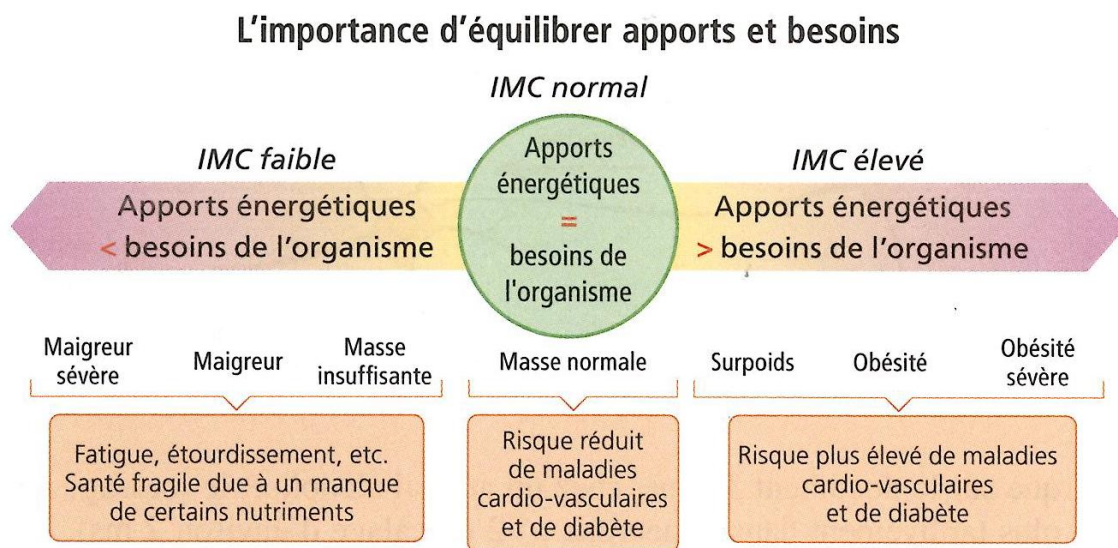 L'importance d'équilibrer apports et besoins
IMC normal
IMC faible
Apports énergétiques
< besoins de l'organisme
Apports
énergétiques
=
besoins de
l'organisme
IMC élevé
Apports énergétiques
> besoins de l'organisme
Maigreur
sévère
Maigreur
Masse
insuffisante
Masse normale
Surpoids
Obésité
Obésité
sévère
Fatigue, étourdissement, etc.
Santé fragile due à un manque
de certains nutriments
Risque réduit
de maladies
cardio-vasculaires
et de diabète
Risque plus élevé de maladies
cardio-vasculaires
et de diabète